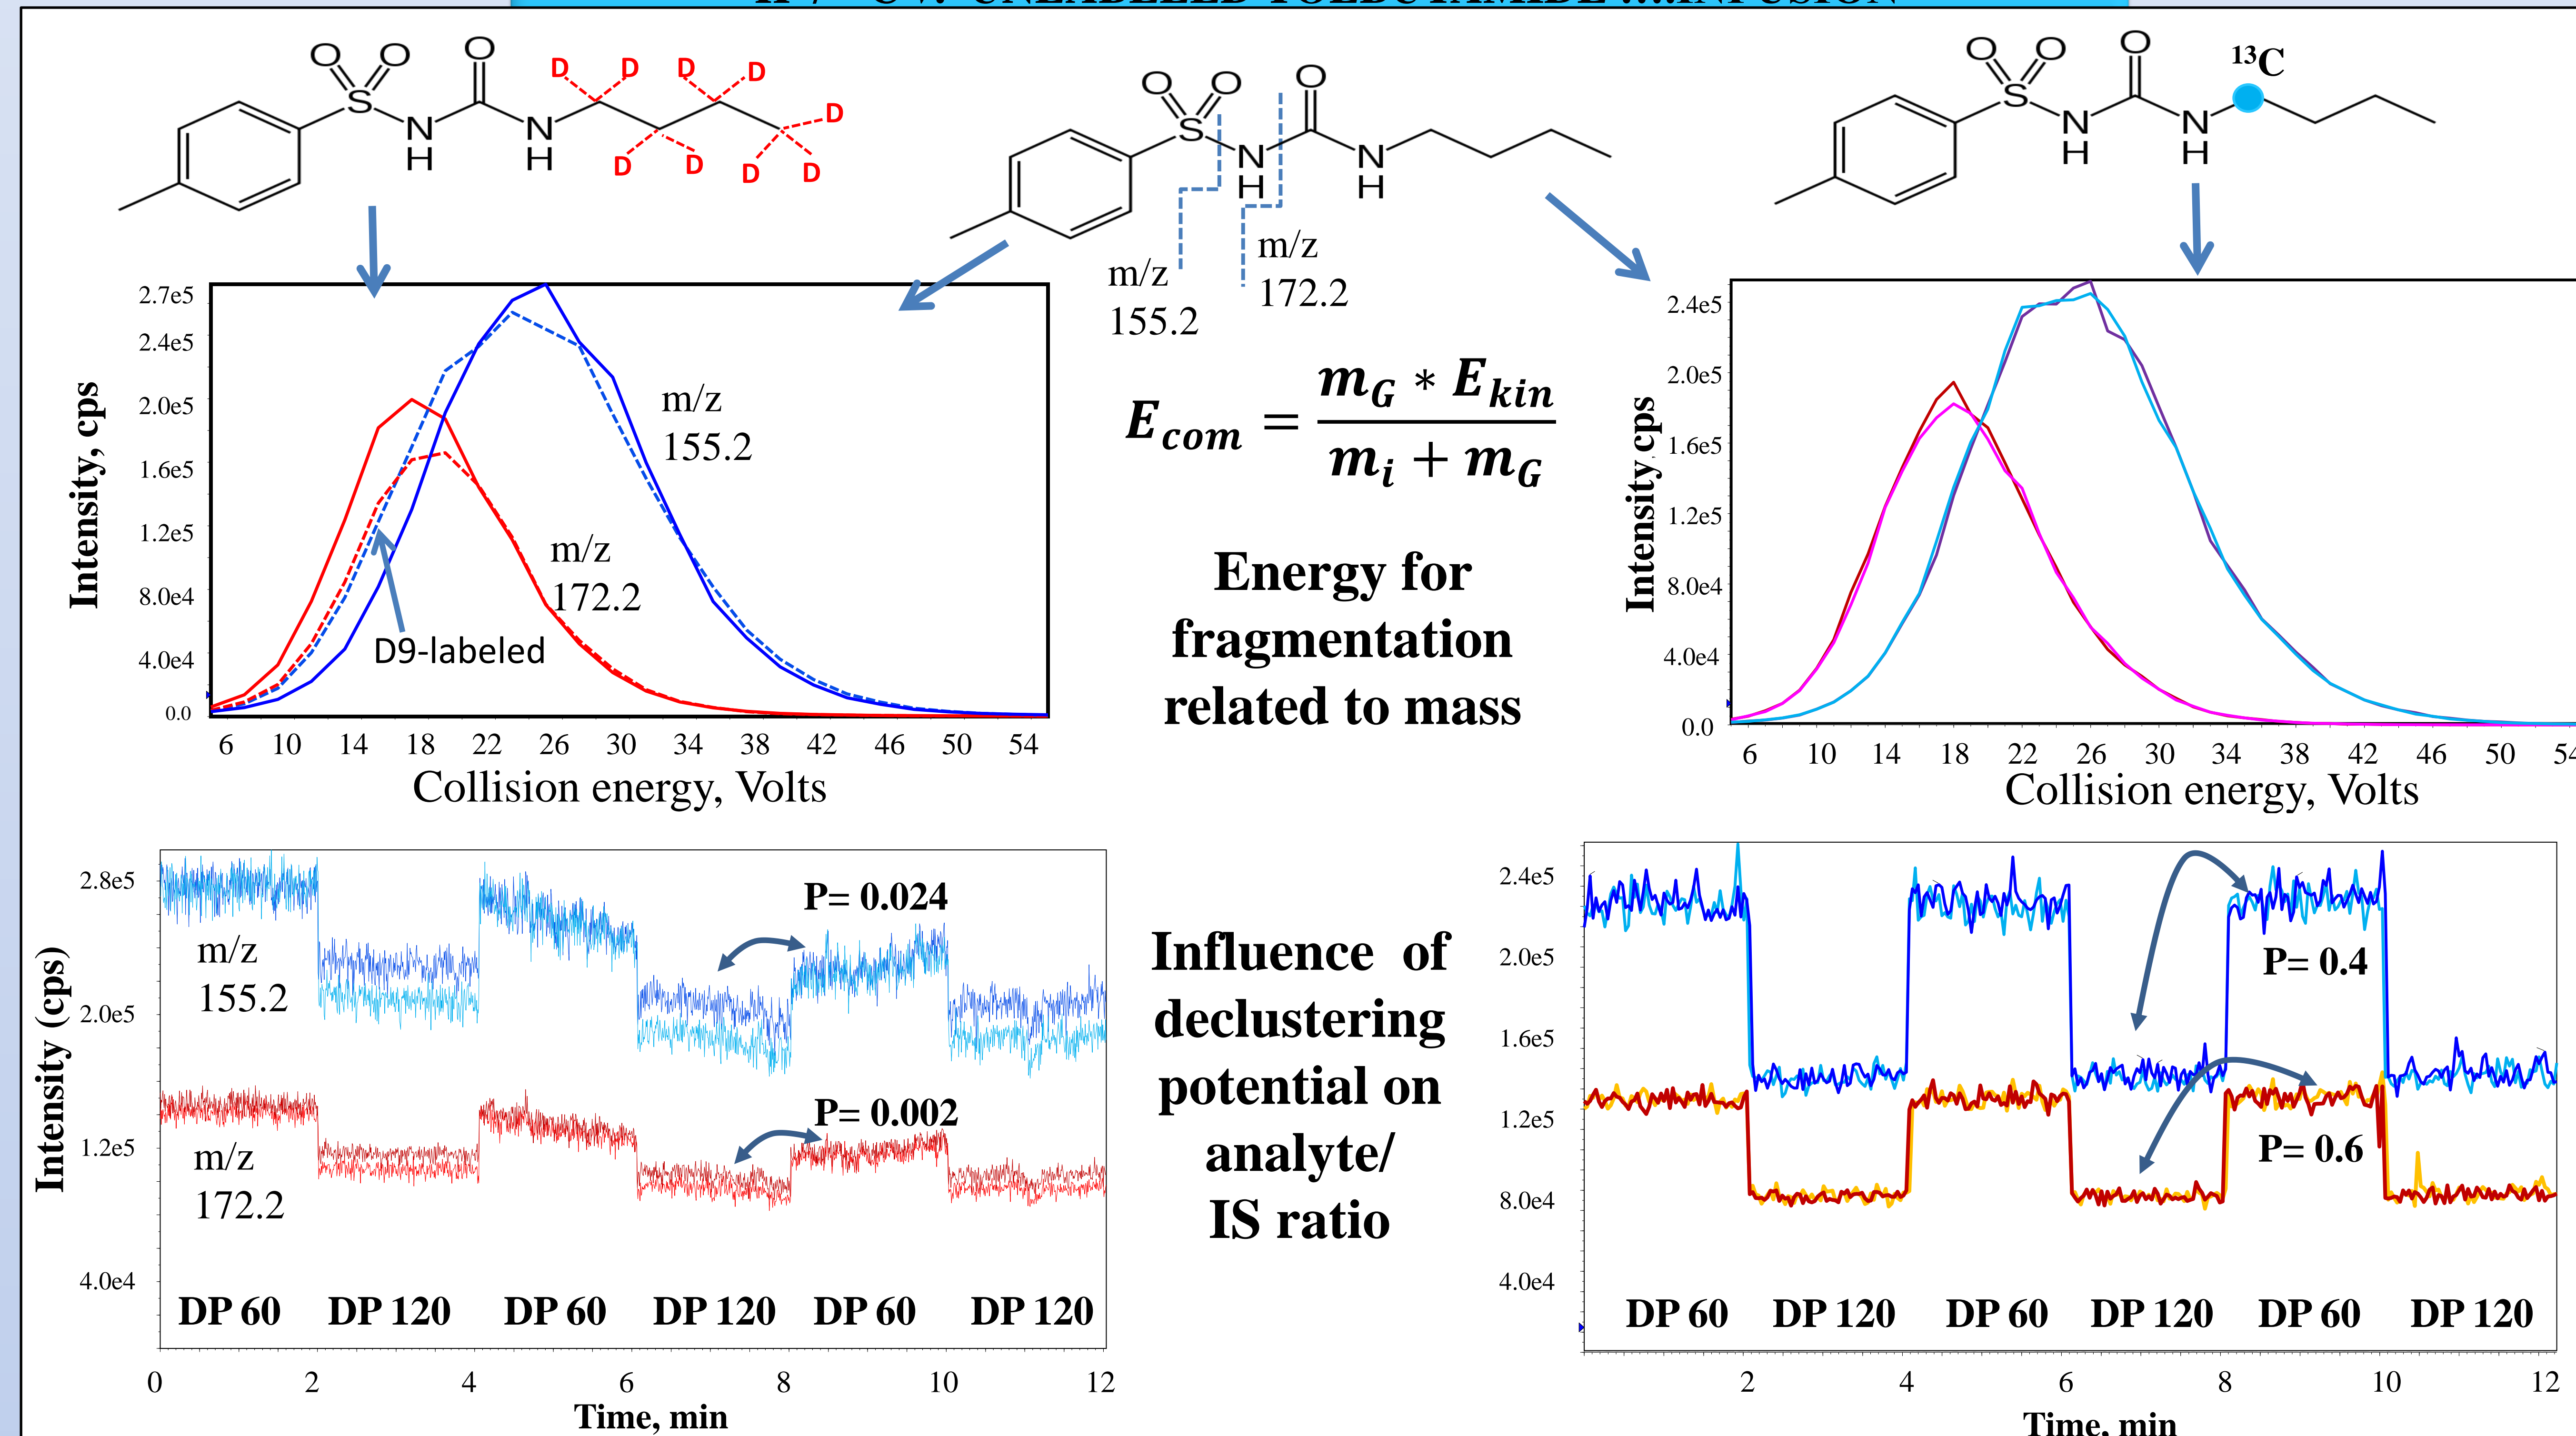 UNLABELED TOLBUTAMIDE ....INFUSION
O O O
S N N
H H
D D D D
D
D D D D
O O O
S N N
H H
m/z
155.2
m/z
172.2
O O O
S N N
H H
13C
2.7e5
2.4e5
2.0e5
1.6e5
1.2e5
8.0e4
4.0e4
0.0
Intensity, cps
m/z
155.2
m/z
172.2
D9-labeled
6 10 14 18 22 26 30 34 38 42 46 50 54
Collision energy, Volts
E com = m G * E kin / m i + m G
Energy for
fragmentation
related to mass
2.4e5
2.0e5
1.6e5
1.2e5
8.0e4
4.0e4
0.0
Intensity, cps
6 10 14 18 22 26 30 34 38 42 46 50 54
Collision energy, Volts
2.8e5
2.0e5
1.2e5
4.0e4
Intensity (cps)
m/z
155.2
m/z
172.2
P= 0.024
P= 0.002
DP 60 DP 120 DP 60 DP 120 DP 60 DP 120
0 2 4 6 8 10 12
Time, min
Influence of
declustering
potential on
analyte/
IS ratio
2.4e5
2.0e5
1.6e5
1.2e5
8.0e4
4.0e4
P= 0.4
P= 0.6
DP 60 DP 120 DP 60 DP 120 DP 60 DP 120
2 4 6 8 10 12
Time, min